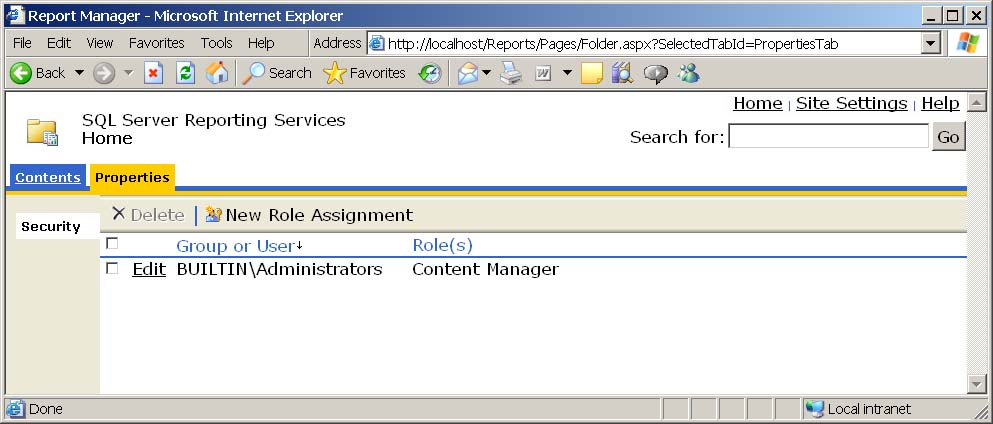 Report Manager - Microsoft Internet Explorer
File Edit View Favorites Tools Help Address http://localhost/Reports/Pages/Folder.aspx?SelectedTabId=PropertiesTab
Back Search Favorites
Home | Site Settings | Help
SQL Server Reporting Services
Home
Search for: Go
Contents Properties
Security
Delete | New Role Assignment
Group or User↓ Role(s)
Edit BUILTIN\Administrators Content Manager
Done Local intranet